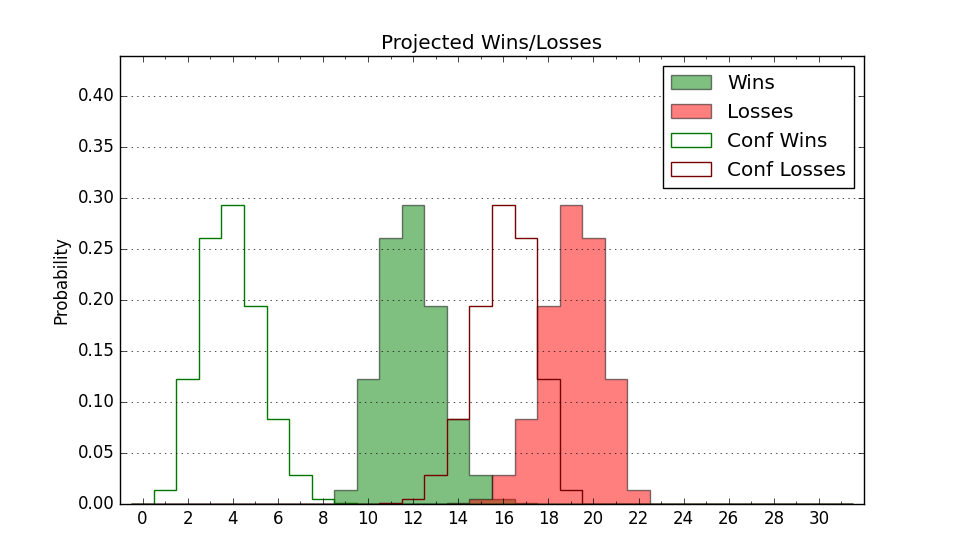 Projected Wins/Losses
Wins
Losses
Conf Wins
Conf Losses
Probability
0.40
0.35
0.30
0.25
0.20
0.15
0.10
0.05
0.00
0 2 4 6 8 10 12 14 16 18 20 22 24 26 28 30